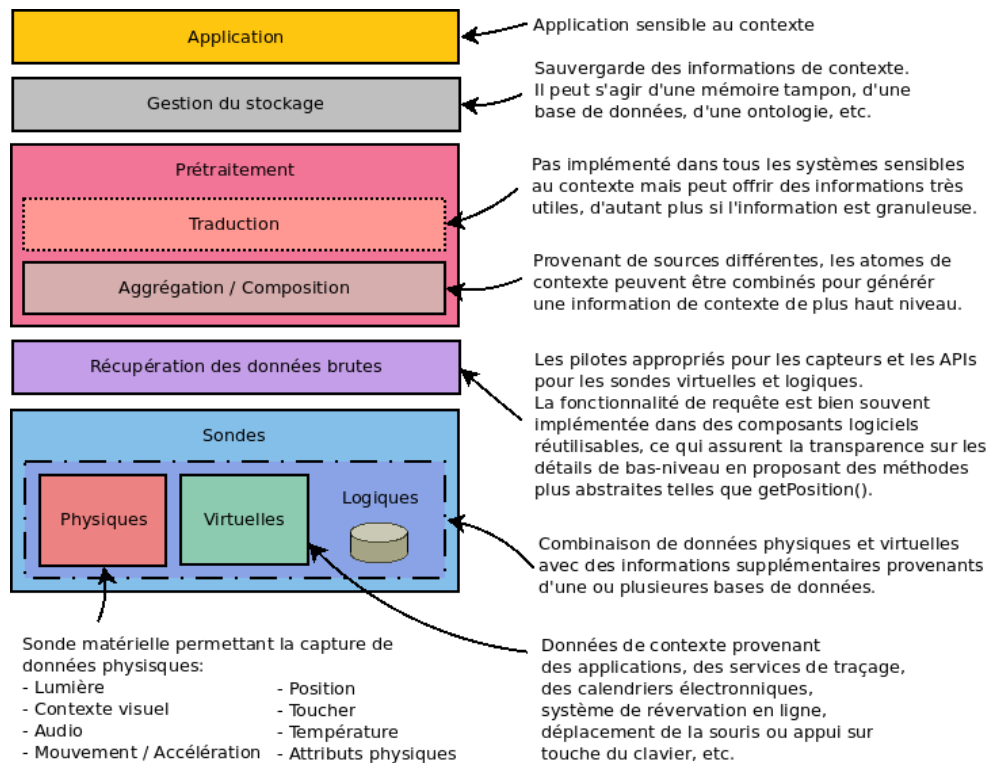 Application
Application sensible au contexte
Gestion du stockage
Sauvergarde des informations de contexte.
Il peut s'agir d'une mémoire tampon, d'une
base de données, d'une ontologie, etc.
Prétraitement
Traduction
Pas implémenté dans tous les systèmes sensibles
au contexte mais peut offrir des informations très
utiles, d'autant plus si l'information est granuleuse.
Aggrégation / Composition
Provenant de sources différentes, les atomes de
contexte peuvent être combinés pour générér
une information de contexte de plus haut niveau.
Récupération des données brutes
Les pilotes appropriés pour les capteurs et les APIs
pour les sondes virtuelles et logiques.
La fonctionnalité de requête est bien souvent
implémentée dans des composants logiciels
réutilisables, ce qui assurent la transparence sur les
détails de bas-niveau en proposant des méthodes
plus abstraites telles que getPosition().
Sondes
Physiques
Virtuelles
Logiques
Combinaison de données physiques et virtuelles
avec des informations supplémentaires provenants
d'une ou plusieures bases de données.
Sonde matérielle permettant la capture de
données physisques:
- Lumière
- Contexte visuel
- Audio
- Mouvement / Accélération
- Position
- Toucher
- Température
- Attributs physiques
Données de contexte provenant
des applications, des services de traçage,
des calendriers électronniques,
système de révervation en ligne,
déplacement de la souris ou appui sur
touche du clavier, etc.